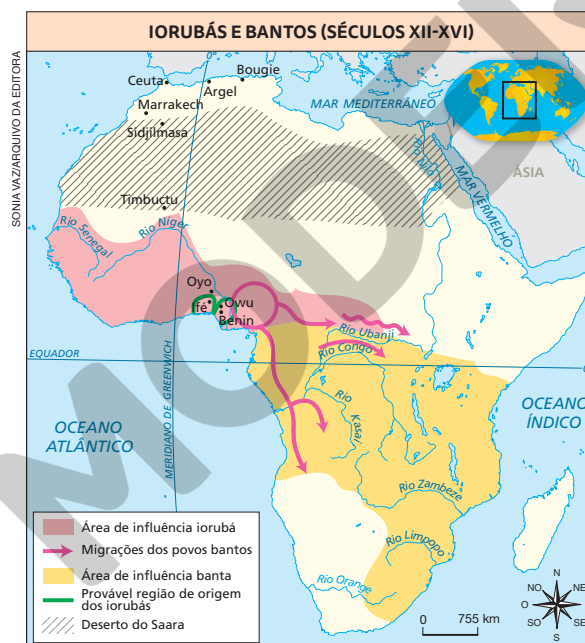 IORUBÁS E BANTOS (SÉCULOS XII-XVI)
SONIA VAZ/ARQUIVO DA EDITORA
Ceuta
Argel
Bougie
Marrakech
Sidjilmasa
MAR MEDITERRÂNEO
Rio Nilo
ÁSIA
MAR VERMELHO
Timbuctu
Rio Senegal
Rio Níger
Oyo
Ifé
Owu
Benin
Rio Ubanji
EQUADOR
Rio Congo
MERIDIANO DE GREENWICH
Rio Kasai
OCEANO
ATLÂNTICO
OCEANO
ÍNDICO
Rio Zambeze
Rio Limpopo
Rio Orange
Área de influência iorubá
Migrações dos povos bantos
Área de influência banta
Provável região de origem
dos iorubás
Deserto do Saara
N
NO
NE
O
L
SO
SE
S
0 755 km